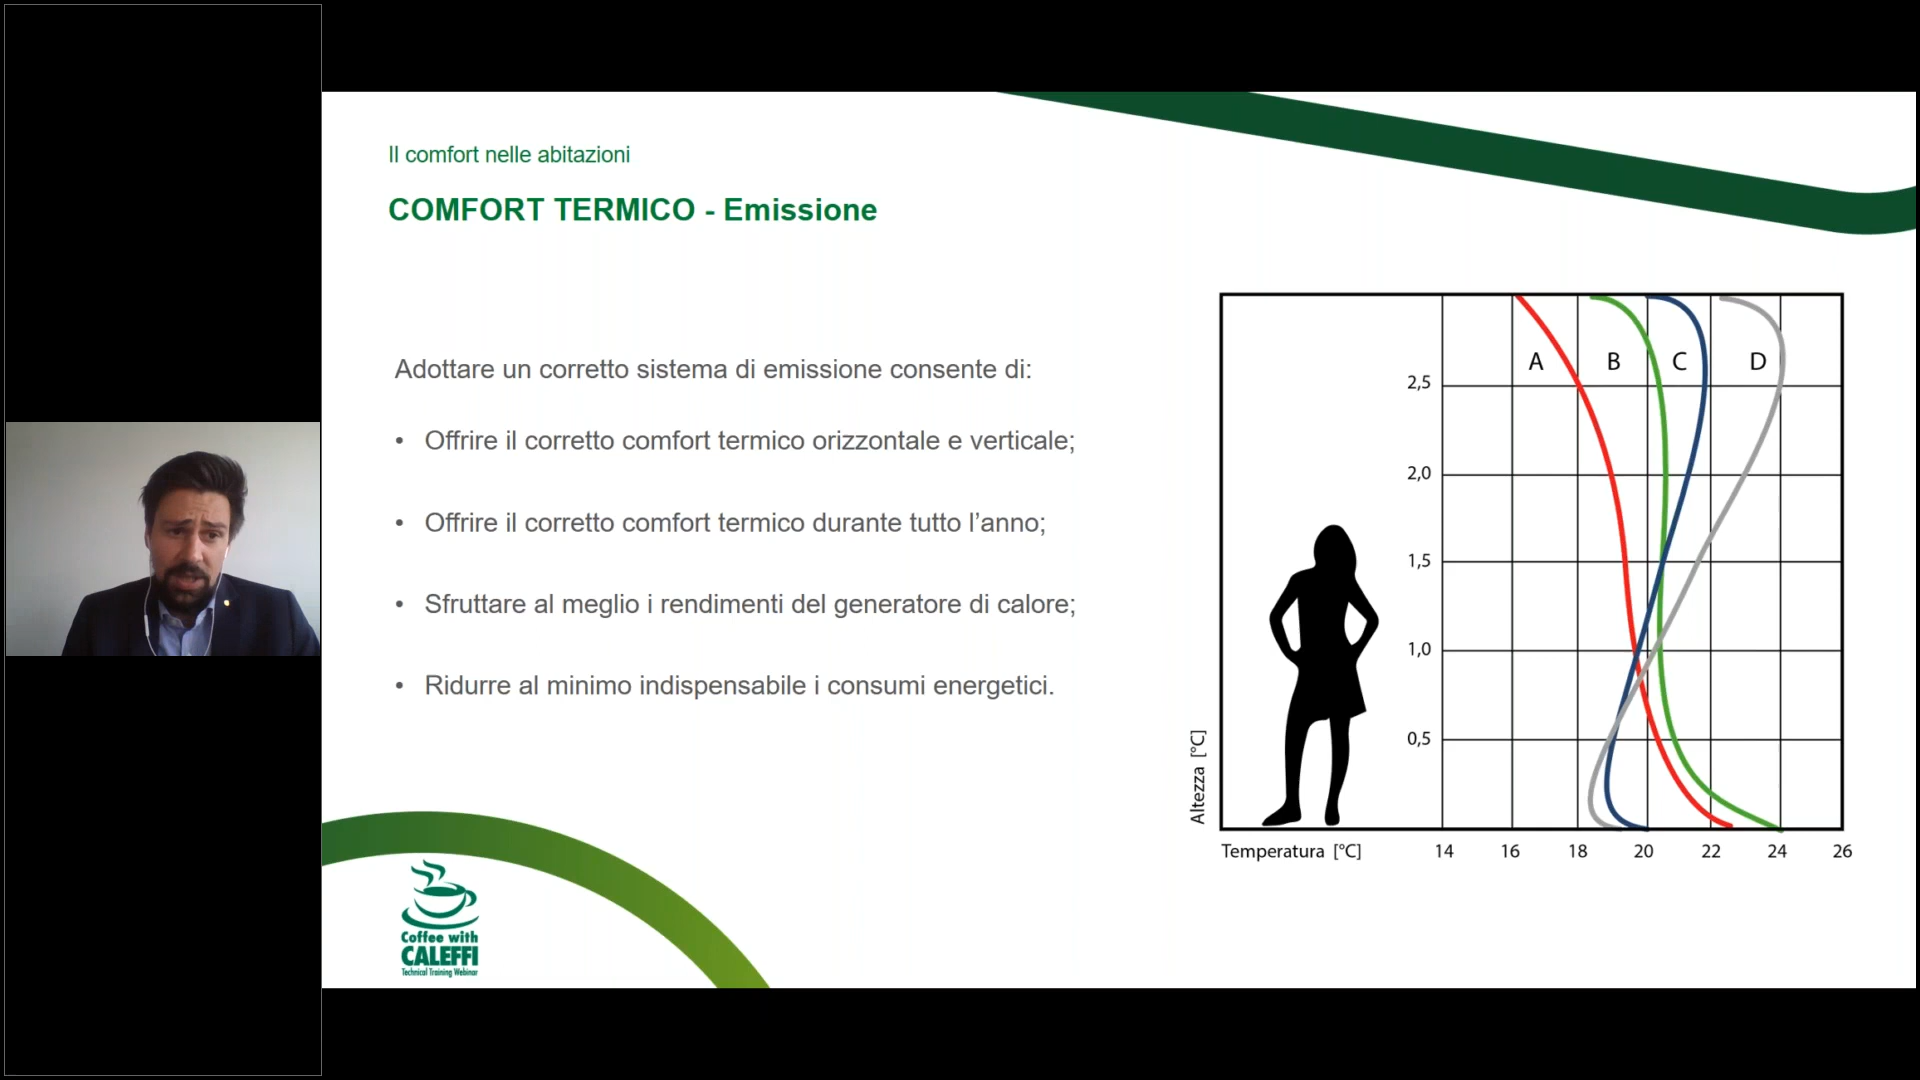 Il comfort nelle abitazioni
COMFORT TERMICO - Emissione
Adottare un corretto sistema di emissione consente di:
• Offrire il corretto comfort termico orizzontale e verticale;
• Offrire il corretto comfort termico durante tutto l’anno;
• Sfruttare al meglio i rendimenti del generatore di calore;
• Ridurre al minimo indispensabile i consumi energetici.
A B C D
2,5
2,0
1,5
1,0
0,5
Altezza [°C]
Temperatura [°C] 14 16 18 20 22 24 26
Coffee with
CALEFFI
Technical Training Webinar